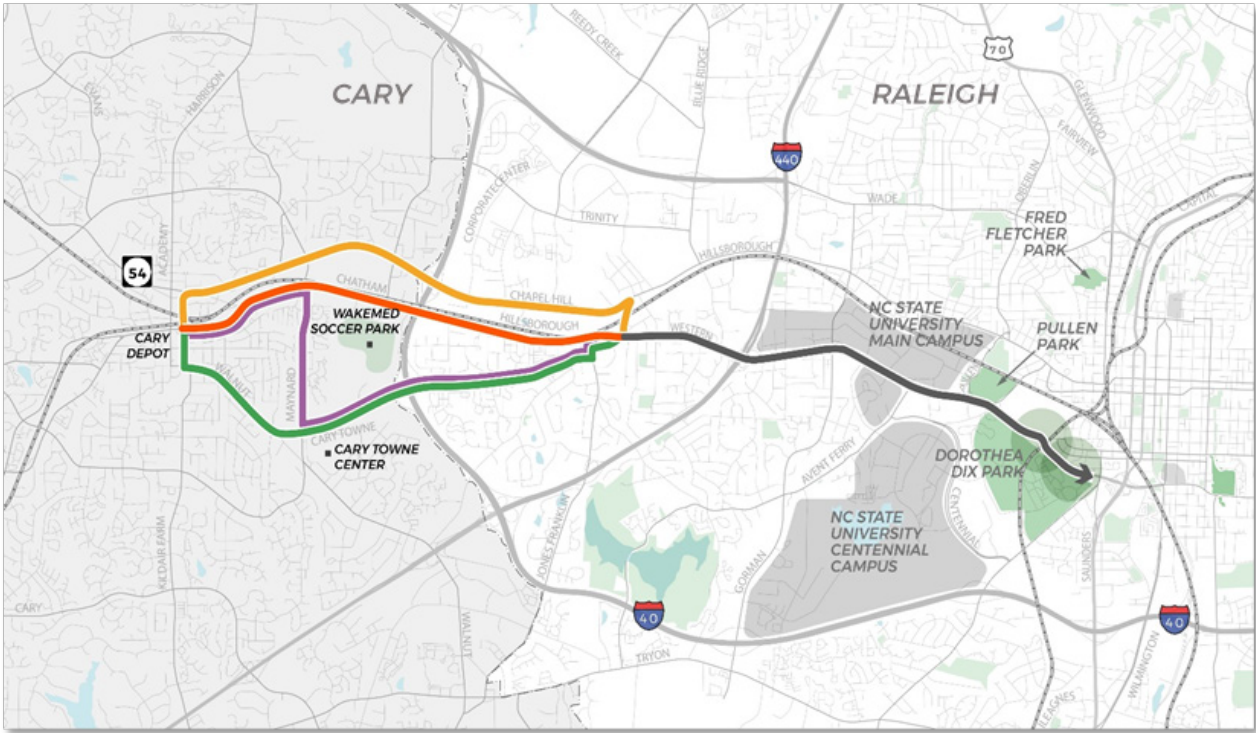 REEDY CREEK
70
CARY
RALEIGH
EVANS
HARRISON
BLUE RIDGE
GLENWOOD
FAIRVIEW
440
CORPORATE CENTER
WADE
OBERLIN
CAPITAL
TRINITY
FRED
FLETCHER
PARK
ACADEMY
HILLSBOROUGH
54
CHATHAM
CHAPEL HILL
WAKEMED
SOCCER PARK
HILLSBOROUGH
WESTERN
NC STATE
UNIVERSITY
MAIN CAMPUS
PULLEN
PARK
CARY
DEPOT
WALNUT
MAYNARD
CARY TOWNE
CARY TOWNE
CENTER
AVENT FERRY
DOROTHEA
DIX PARK
CENTENNIAL
NC STATE
UNIVERSITY
CENTENNIAL
CAMPUS
JONES FRANKLIN
GORMAN
SAUNDERS
KILDAIR FARM
CARY
WALNUT
40
40
TRYON
WILMINGTON